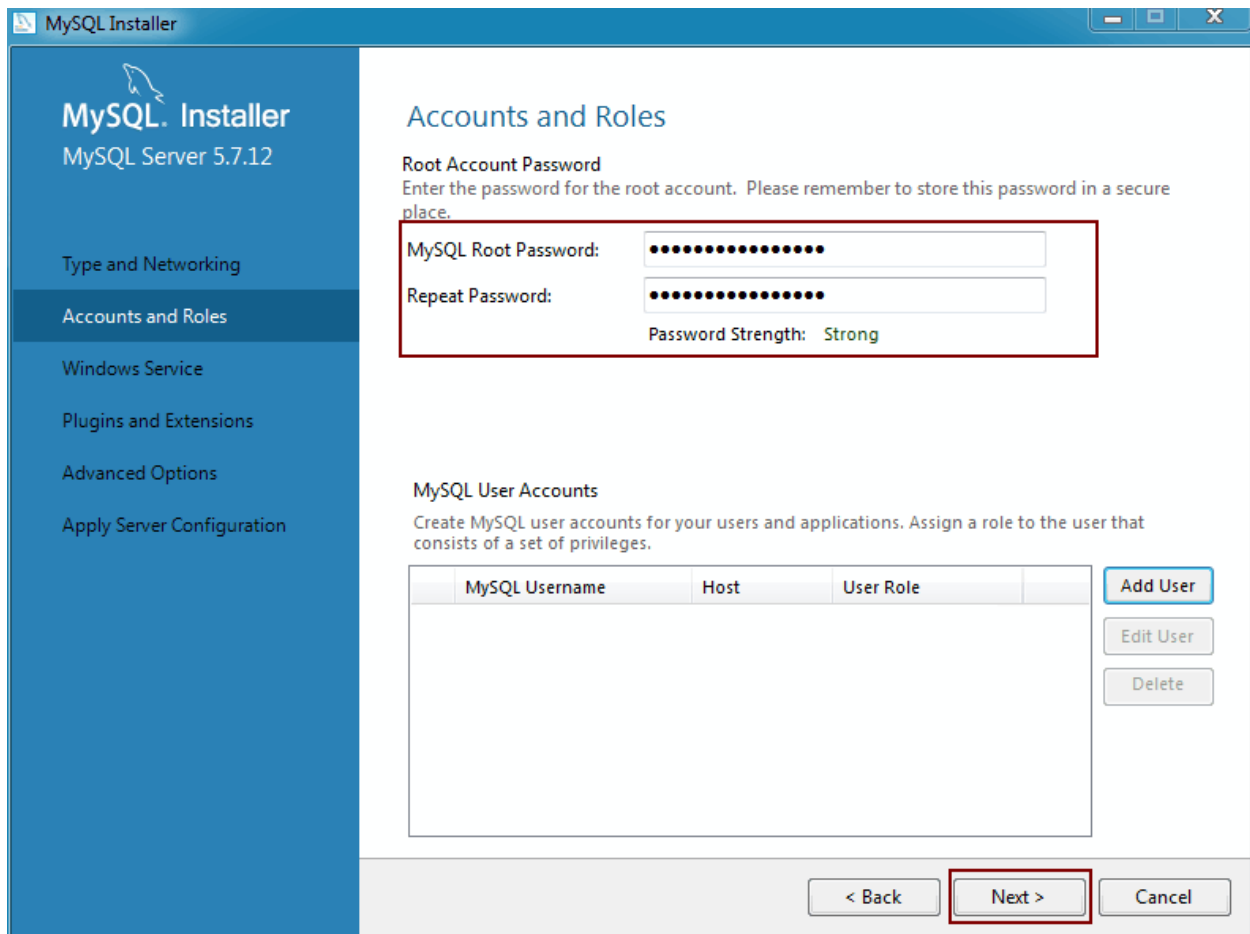 MySQL Installer
MySQL. Installer
MySQL Server 5.7.12
Type and Networking
Accounts and Roles
Windows Service
Plugins and Extensions
Advanced Options
Apply Server Configuration
Accounts and Roles
Root Account Password
Enter the password for the root account.  Please remember to store this password in a secure
place.
MySQL Root Password: ●●●●●●●●●●●●●●●●
Repeat Password: ●●●●●●●●●●●●●●●●
Password Strength: Strong
MySQL User Accounts
Create MySQL user accounts for your users and applications. Assign a role to the user that
consists of a set of privileges.
MySQL Username Host User Role
Add User
Edit User
Delete
< Back Next > Cancel